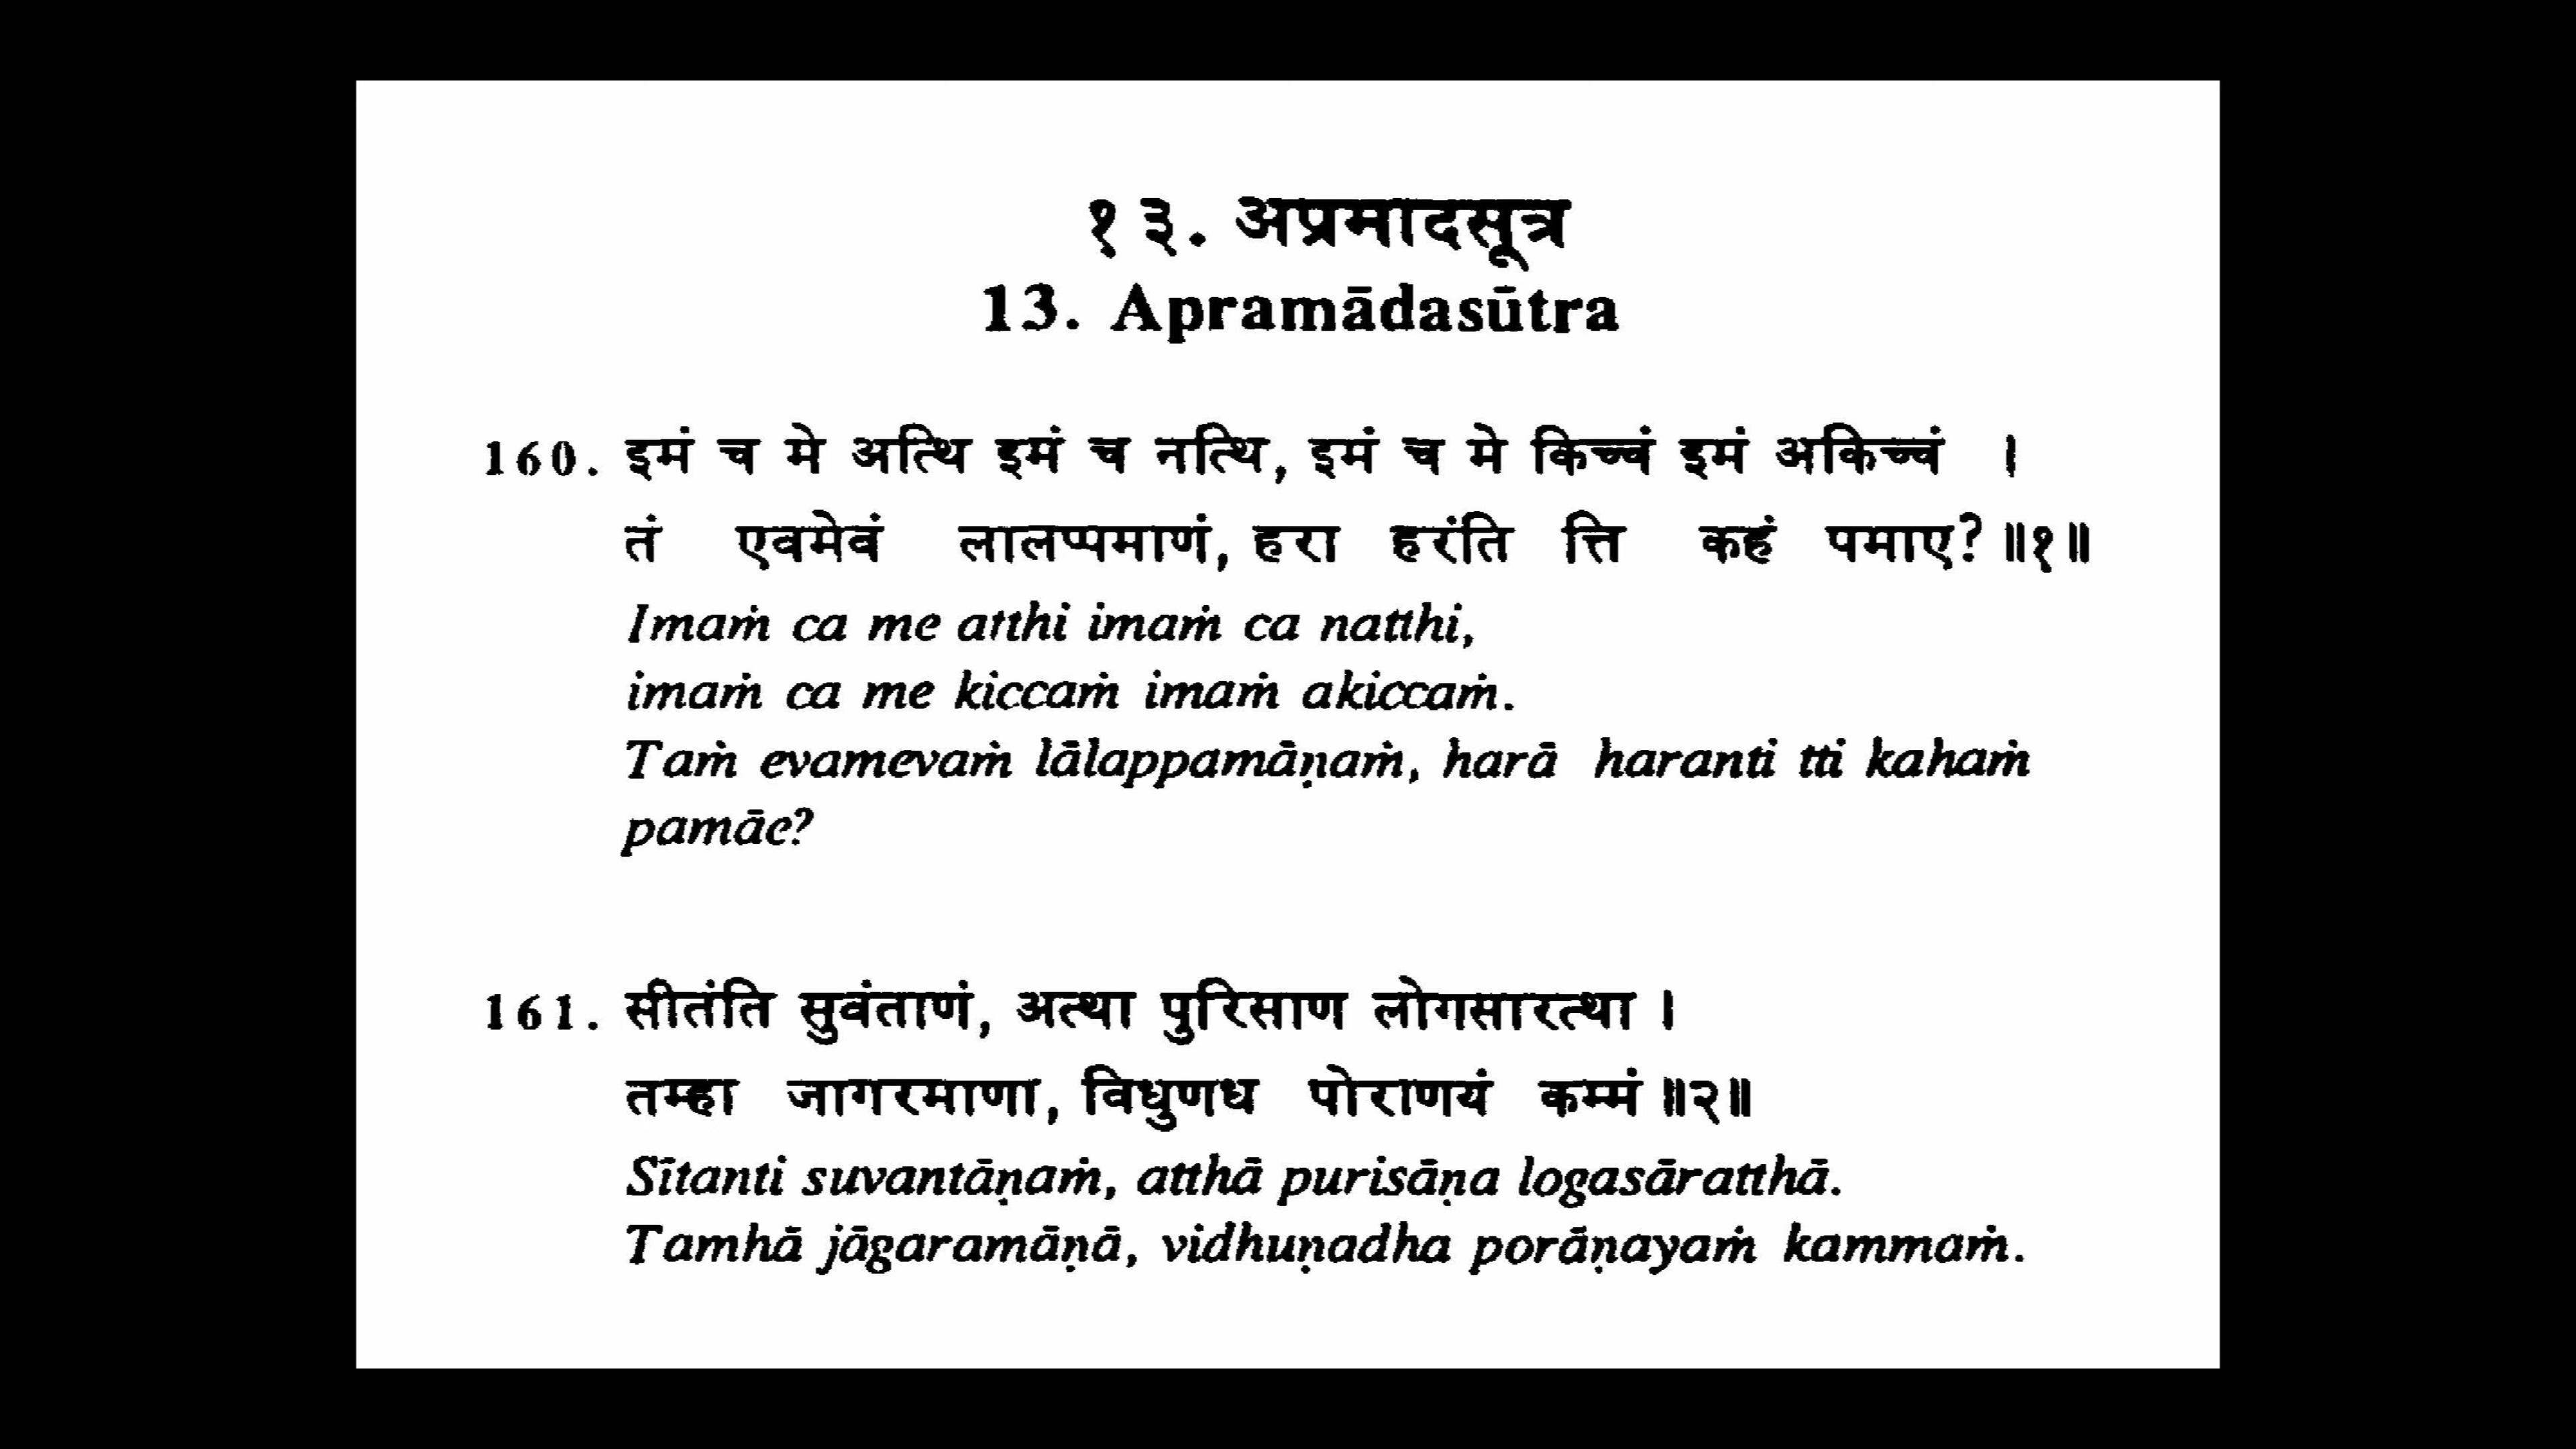 १३. अप्रमादसूत्र
13. Apramādasūtra
160. इमं च मे अत्थि इमं च नत्थि, इमं च मे किच्चं इमं अकिच्चं ।
तं एवमेवं लालप्पमाणं, हरा हरंति त्ति कहं पमाए? ॥१॥
Imaṁ ca me atthi imaṁ ca natthi,
imaṁ ca me kiccaṁ imaṁ akiccaṁ.
Taṁ evamevaṁ lālappamāṇaṁ, harā haranti tti kahaṁ
pamāe?
161. सीतंति सुवंताणं, अत्था पुरिसाण लोगसारत्था ।
तम्हा जागरमाणा, विधुणध पोराणयं कम्मं ॥२॥
Sītanti suvantāṇaṁ, atthā purisāṇa logasāratthā.
Tamhā jāgaramāṇā, vidhuṇadha porāṇayaṁ kammaṁ.